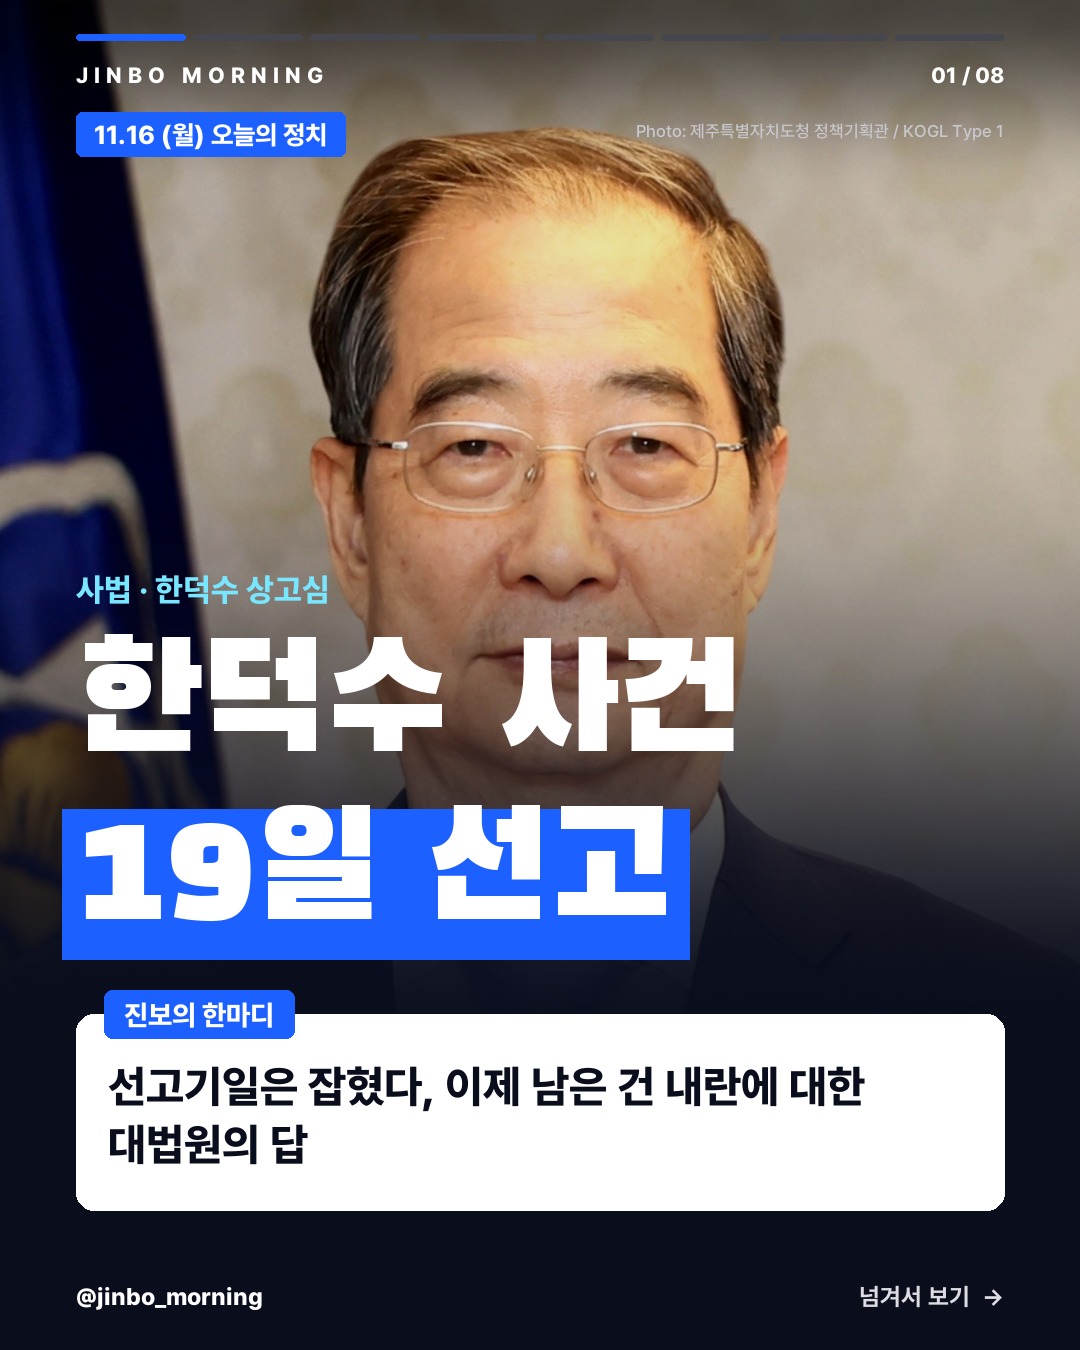 JINBO MORNING
01 / 08
11.16 (월) 오늘의 정치
Photo: 제주특별자치도청 정책기획관 / KOGL Type 1
사법 · 한덕수 상고심
한덕수 사건
19일 선고
진보의 한마디
선고기일은 잡혔다, 이제 남은 건 내란에 대한
대법원의 답
@jinbo_morning
넘겨서 보기 →